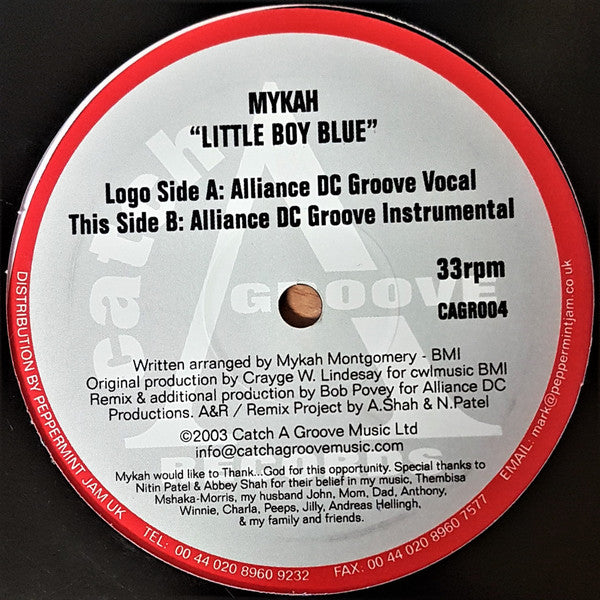 MYKAH
"LITTLE BOY BLUE"
Logo Side A: Alliance DC Groove Vocal
This Side B: Alliance DC Groove Instrumental
33rpm
CAGR004
catch
A
GROOVE
RECORDS
Written arranged by Mykah Montgomery - BMI
Original production by Crayge W. Lindesay for cwlmusic BMI
Remix & additional production by Bob Povey for Alliance DC
Productions. A&R / Remix Project by A.Shah & N.Patel
©2003 Catch A Groove Music Ltd
info@catchagroovemusic.com
Mykah would like to Thank...God for this opportunity. Special thanks to
Nitin Patel & Abbey Shah for their belief in my music, Thembisa
Mshaka-Morris, my husband John, Mom, Dad, Anthony,
Winnie, Charla, Peeps, Jilly, Andreas Hellingh,
& my family and friends.
DISTRIBUTION BY PEPPERMINT JAM UK
TEL: 00 44 020 8960 9232
FAX: 00 44 020 8960 7577
EMAIL: mark@peppermintjam.co.uk